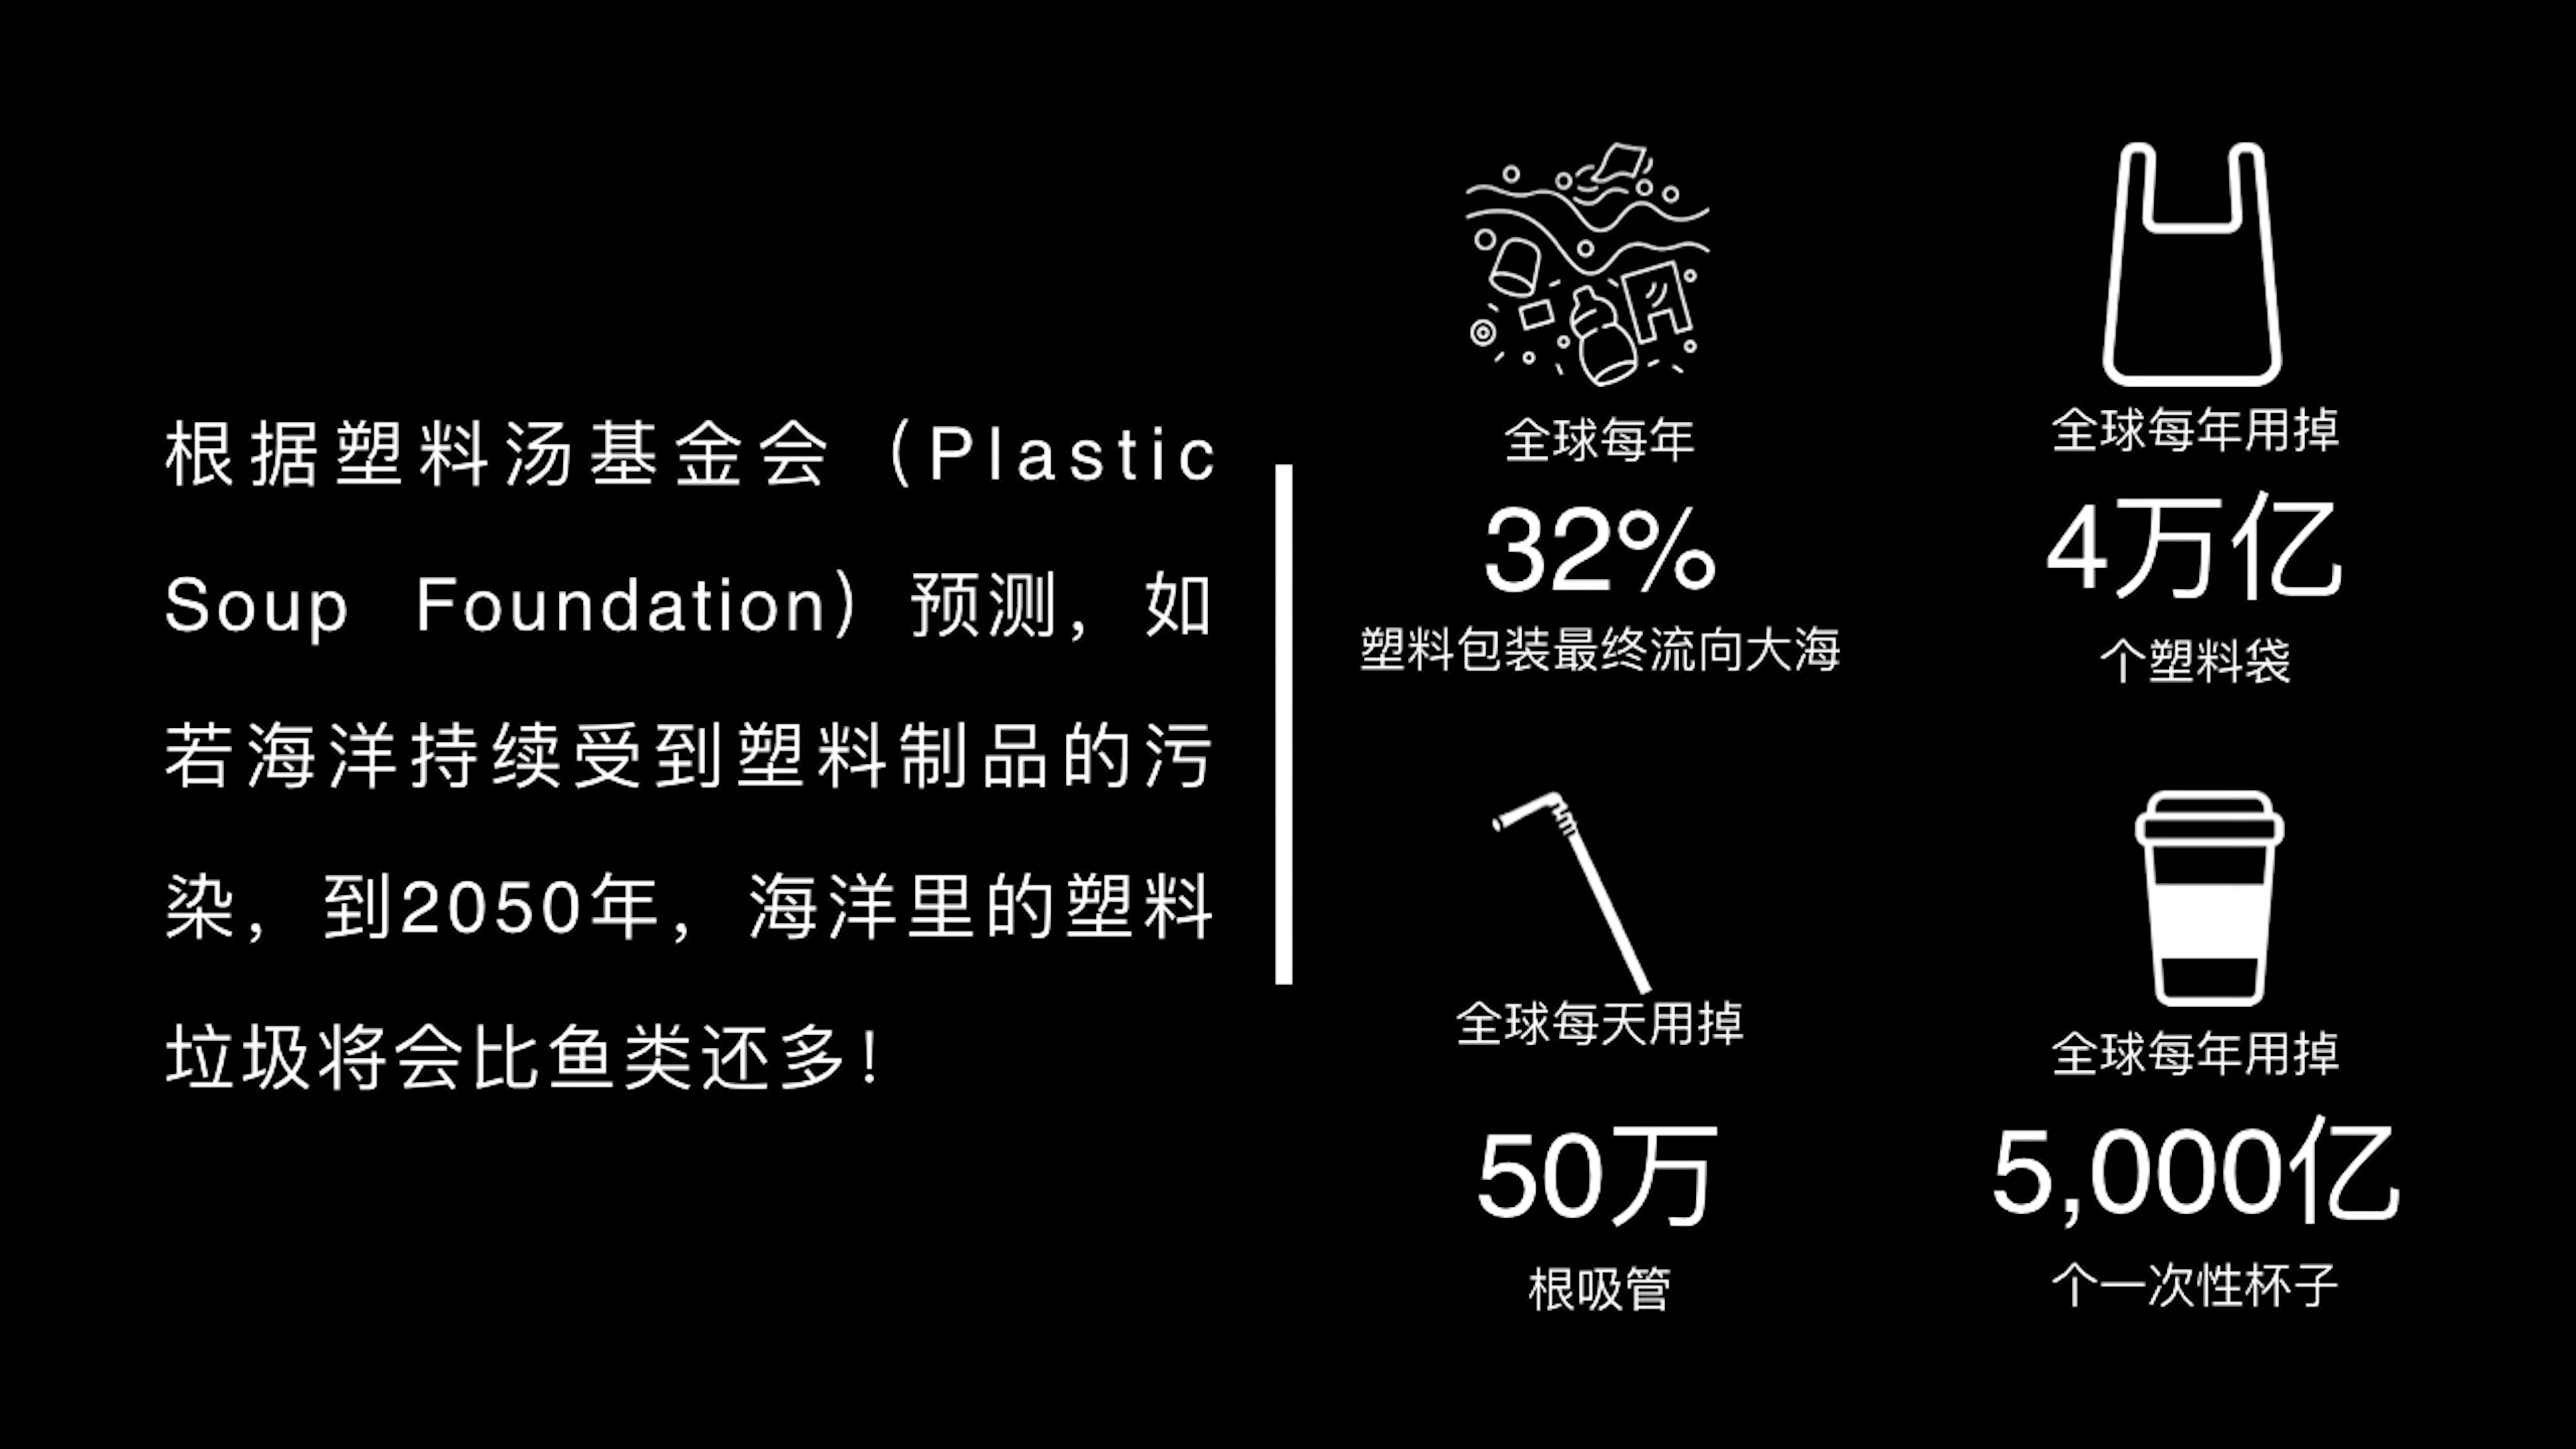 根据塑料汤基金会（Plastic
Soup Foundation）预测，如
若海洋持续受到塑料制品的污
染，到2050年，海洋里的塑料
垃圾将会比鱼类还多！
全球每年
32%
塑料包装最终流向大海
全球每年用掉
4万亿
个塑料袋
全球每天用掉
50万
根吸管
全球每年用掉
5,000亿
个一次性杯子